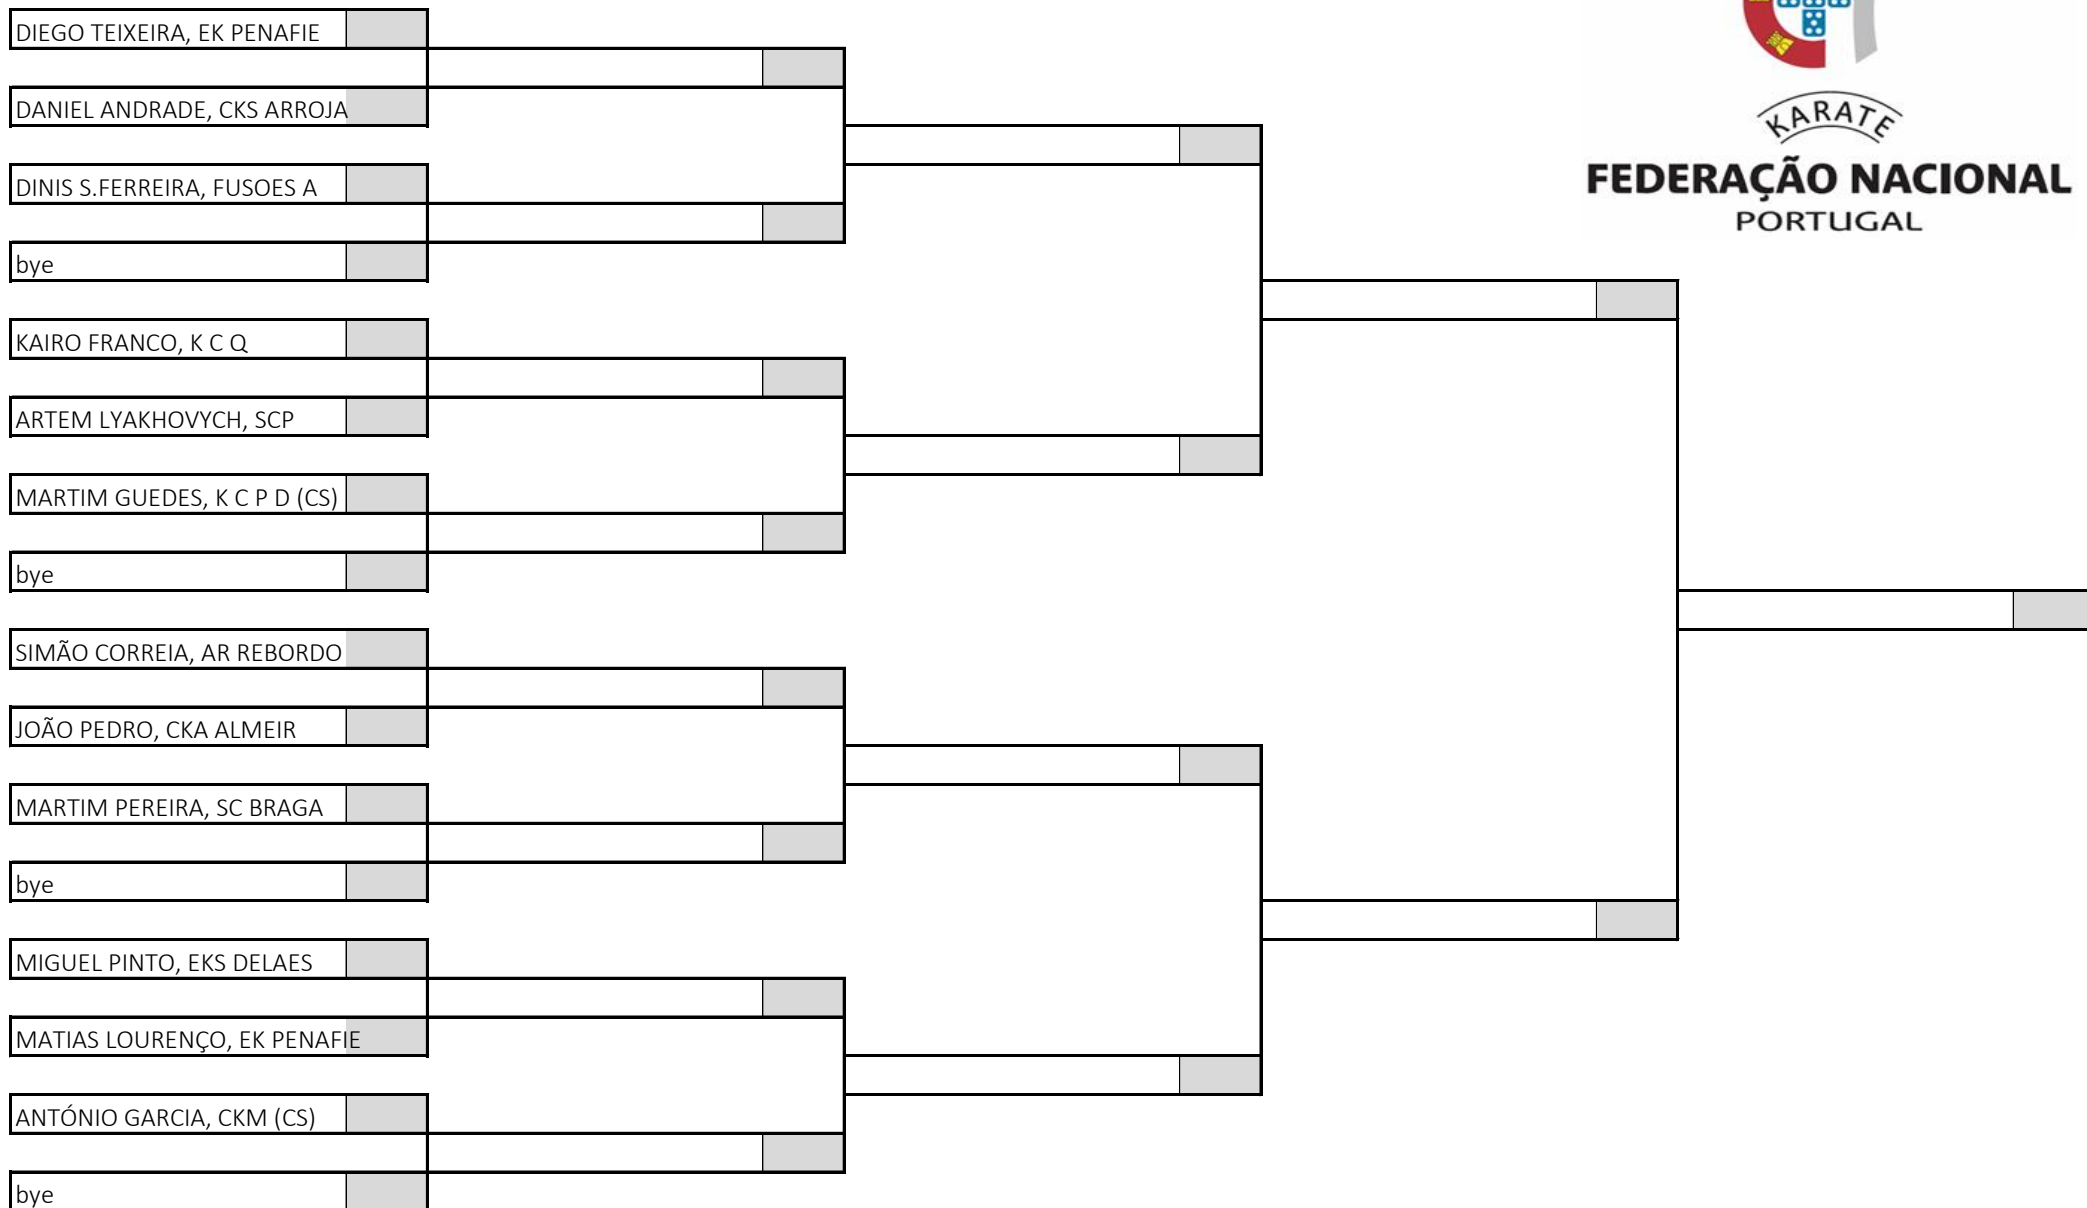 DIEGO TEIXEIRA, EK PENAFIE
DANIEL ANDRADE, CKS ARROJA
DINIS S.FERREIRA, FUSOES A
bye
KAIRO FRANCO, K C Q
ARTEM LYAKHOVYCH, SCP
MARTIM GUEDES, K C P D (CS)
bye
SIMÃO CORREIA, AR REBORDO
JOÃO PEDRO, CKA ALMEIR
MARTIM PEREIRA, SC BRAGA
bye
MIGUEL PINTO, EKS DELAES
MATIAS LOURENÇO, EK PENAFIE
ANTÓNIO GARCIA, CKM (CS)
bye
KARATE
FEDERAÇÃO NACIONAL
PORTUGAL